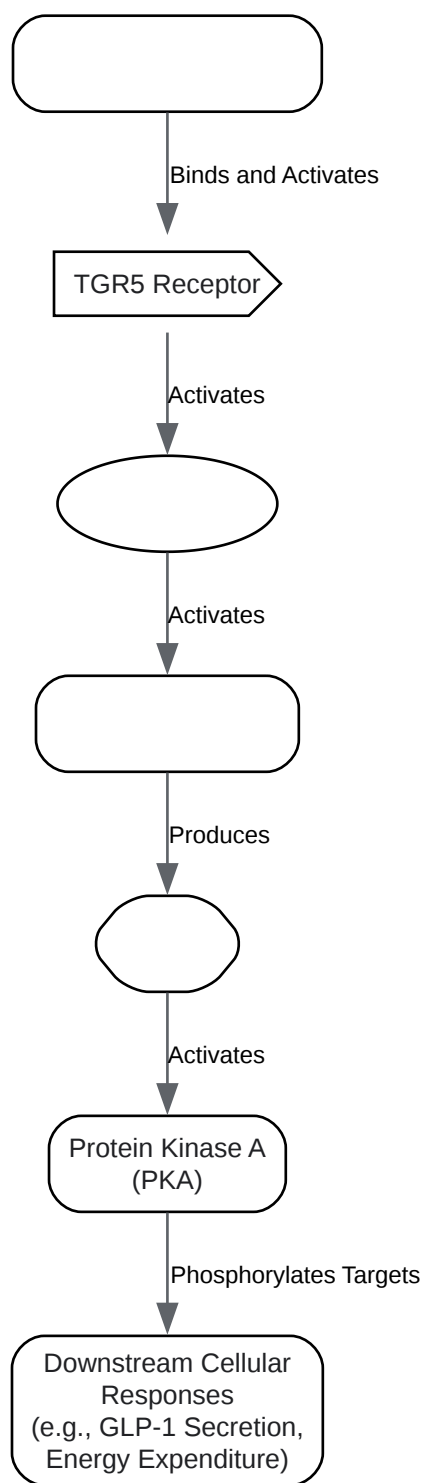 Binds and Activates
TGR5 Receptor
Activates
Activates
Produces
Activates
Protein Kinase A
(PKA)
Phosphorylates Targets
Downstream Cellular
Responses
(e.g., GLP-1 Secretion,
Energy Expenditure)